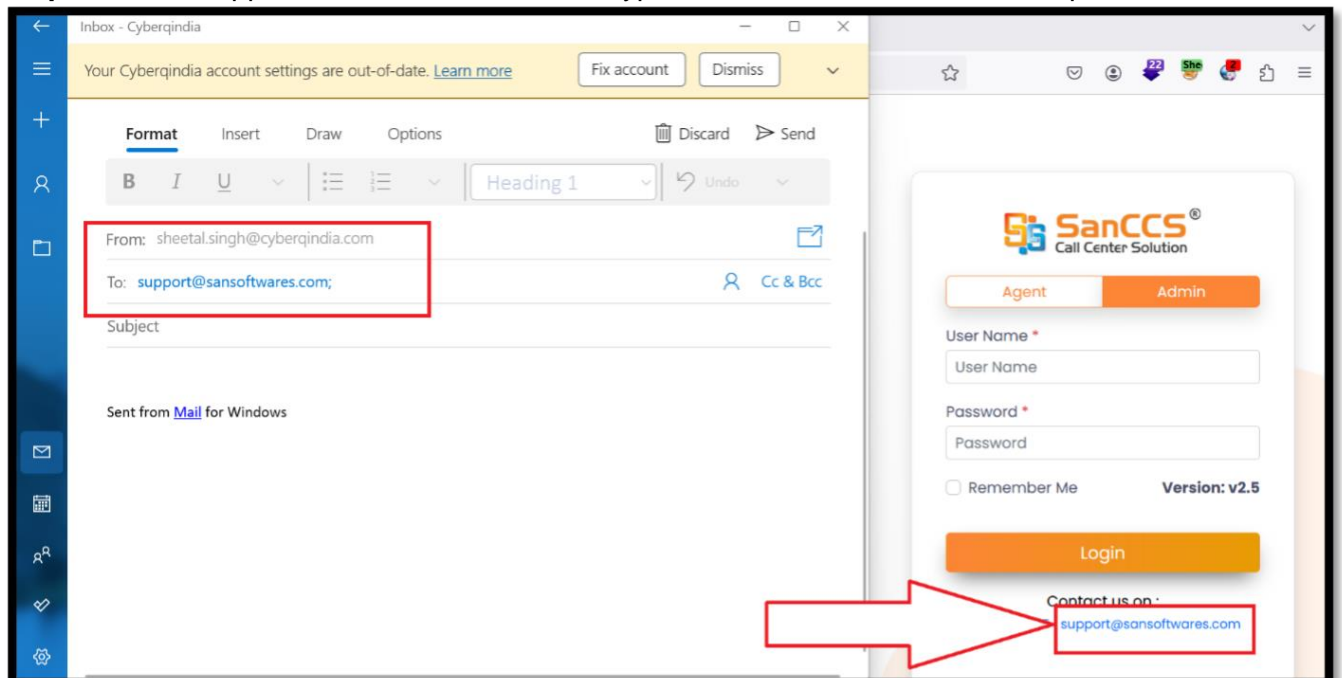 Inbox - Cyberqindia
Your Cyberqindia account settings are out-of-date. Learn more
Fix account
Dismiss
Format Insert Draw Options
Discard Send
B I U
Heading 1
Undo
From: sheetal.singh@cyberqindia.com
To: support@sansoftwares.com;
Cc & Bcc
Subject
Sent from Mail for Windows
22
She
SanCCS®
Call Center Solution
Agent Admin
User Name *
User Name
Password *
Password
Remember Me Version: v2.5
Login
Contact us on :
support@sansoftwares.com